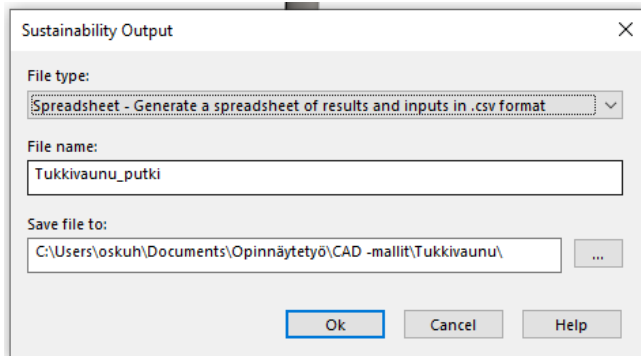 Sustainability Output
File type:
Spreadsheet - Generate a spreadsheet of results and inputs in .csv format
File name:
Tukkivaunu_putki
Save file to:
C:\Users\oskuh\Documents\Opinnäytetyö\CAD -mallit\Tukkivaunu\
...
Ok Cancel Help